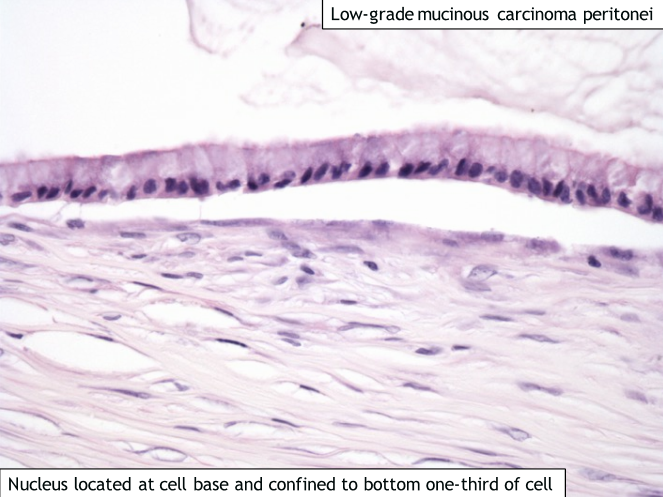 Low-grade mucinous carcinoma peritonei
Nucleus located at cell base and confined to bottom one-third of cell